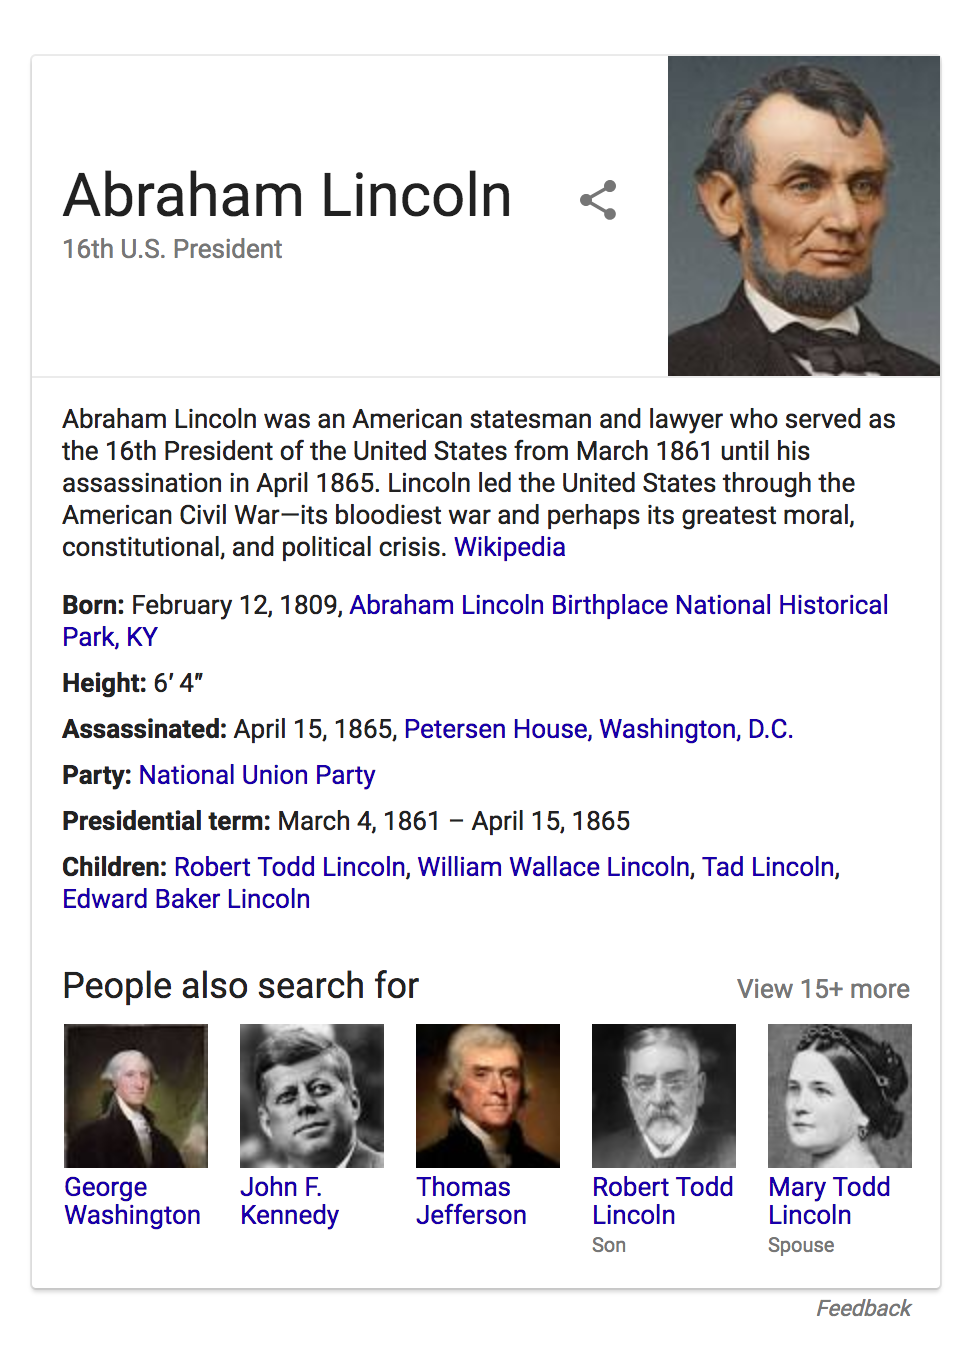 Abraham Lincoln
16th U.S. President
Abraham Lincoln was an American statesman and lawyer who served as
the 16th President of the United States from March 1861 until his
assassination in April 1865. Lincoln led the United States through the
American Civil War—its bloodiest war and perhaps its greatest moral,
constitutional, and political crisis. Wikipedia
Born: February 12, 1809, Abraham Lincoln Birthplace National Historical
Park, KY
Height: 6′ 4″
Assassinated: April 15, 1865, Petersen House, Washington, D.C.
Party: National Union Party
Presidential term: March 4, 1861 – April 15, 1865
Children: Robert Todd Lincoln, William Wallace Lincoln, Tad Lincoln,
Edward Baker Lincoln
People also search for
View 15+ more
George
Washington
John F.
Kennedy
Thomas
Jefferson
Robert Todd
Lincoln
Son
Mary Todd
Lincoln
Spouse
Feedback